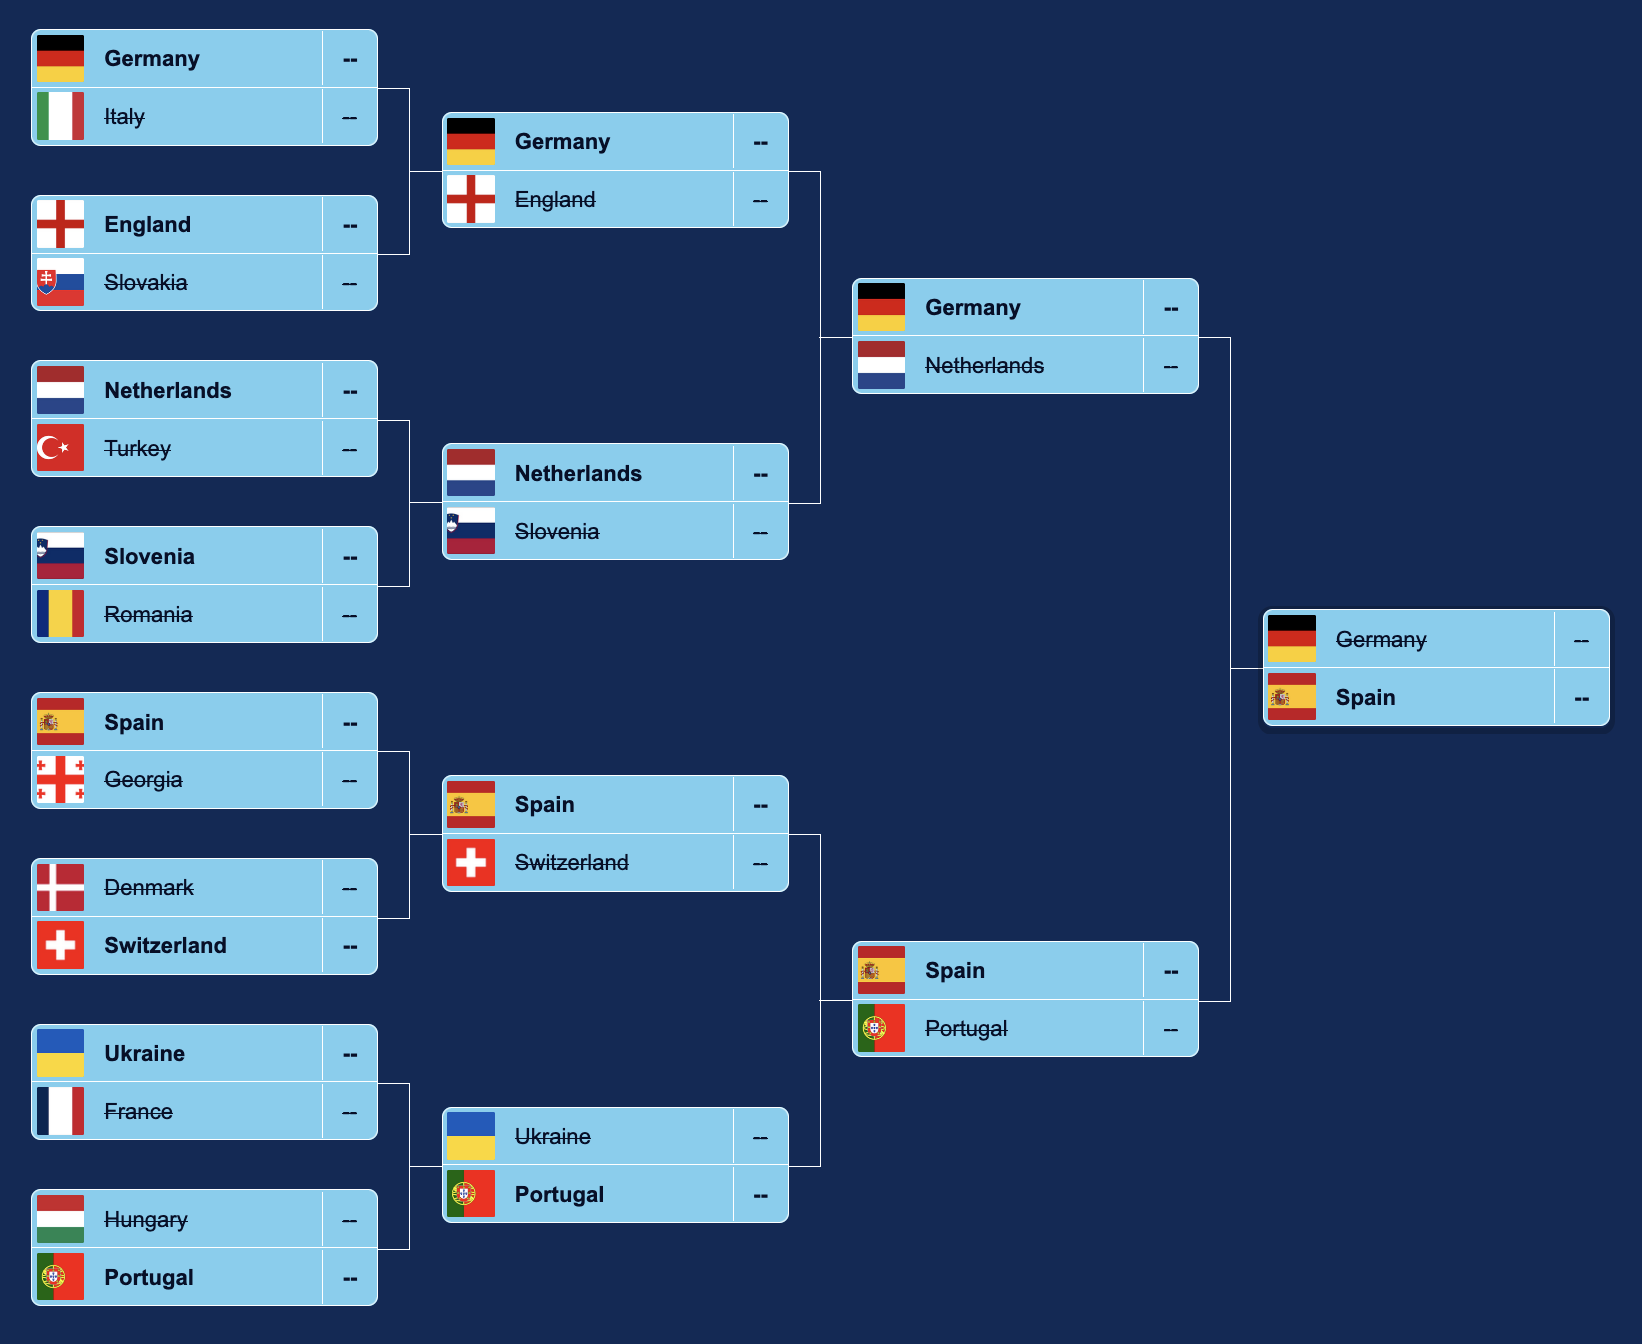 Germany --
Italy --
England --
Slovakia --
Netherlands --
Turkey --
Slovenia --
Romania --
Spain --
Georgia --
Denmark --
Switzerland --
Ukraine --
France --
Hungary --
Portugal --
Germany --
England --
Netherlands --
Slovenia --
Spain --
Switzerland --
Ukraine --
Portugal --
Germany --
Netherlands --
Spain --
Portugal --
Germany --
Spain --